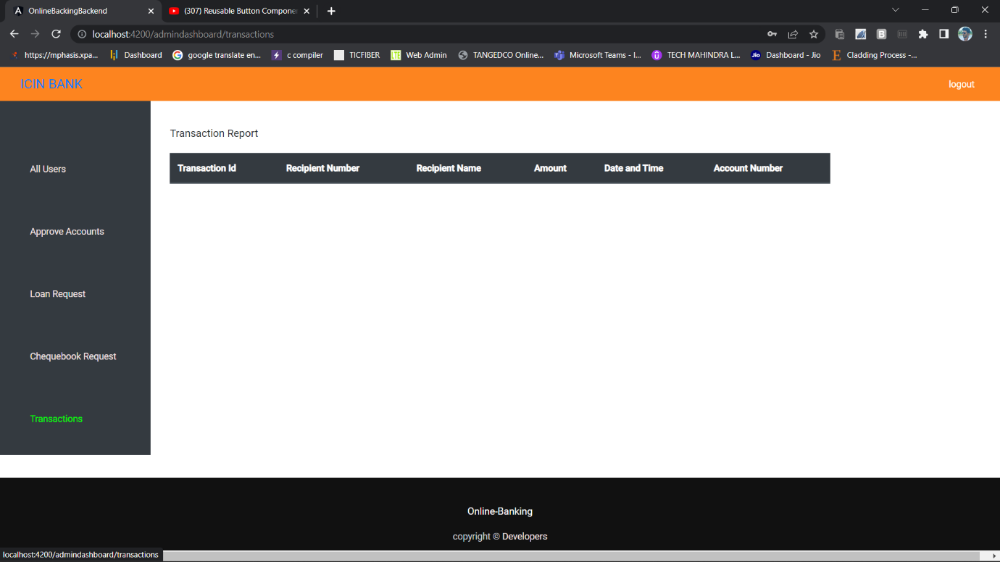 OnlineBackingBackend
(307) Reusable Button Compone
localhost:4200/admindashboard/transactions
https://mphasis.xpa... Dashboard google translate en... c compiler TICFIBER Web Admin TANGEDCO Online... Microsoft Teams - I... TECH MAHINDRA L... Dashboard - Jio Cladding Process -...
ICIN BANK
logout
All Users
Approve Accounts
Loan Request
Chequebook Request
Transactions
Transaction Report
Transaction Id Recipient Number Recipient Name Amount Date and Time Account Number
Online-Banking
copyright © Developers
localhost:4200/admindashboard/transactions